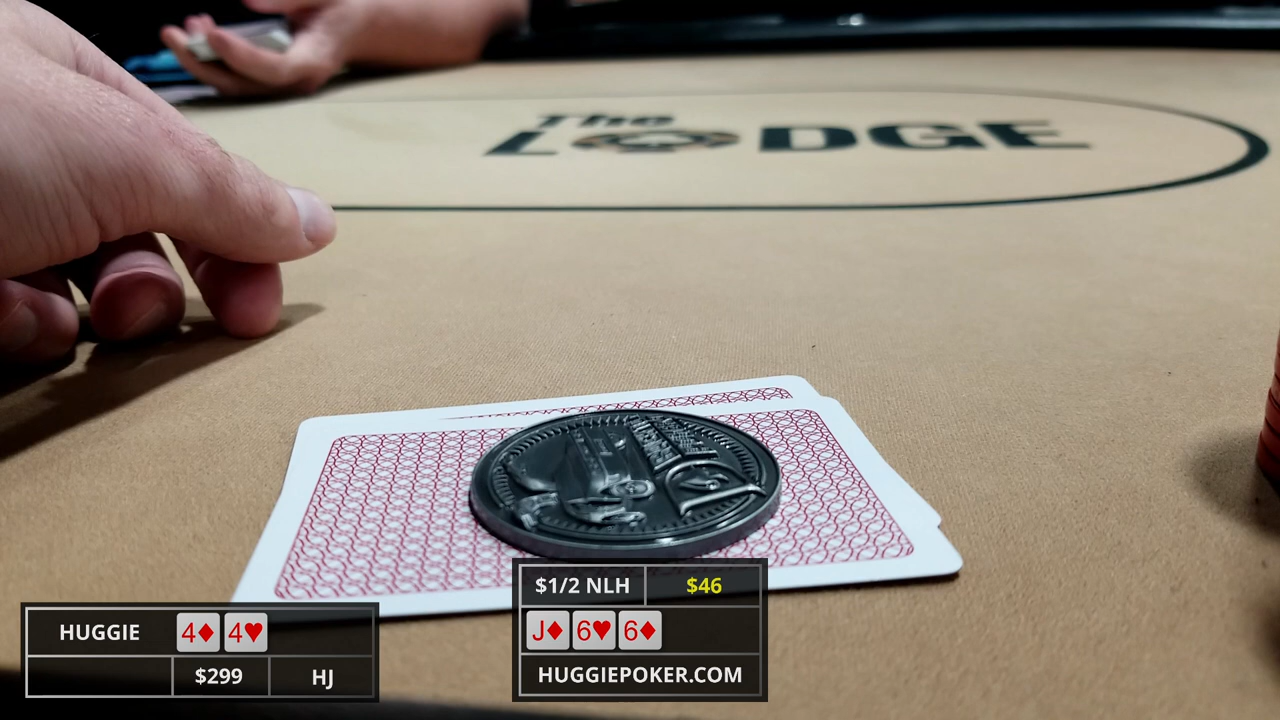 The
LODGE
$1/2 NLH $46
J♦ 6♥ 6♦
HUGGIEPOKER.COM
HUGGIE 4♦ 4♥
$299 HJ